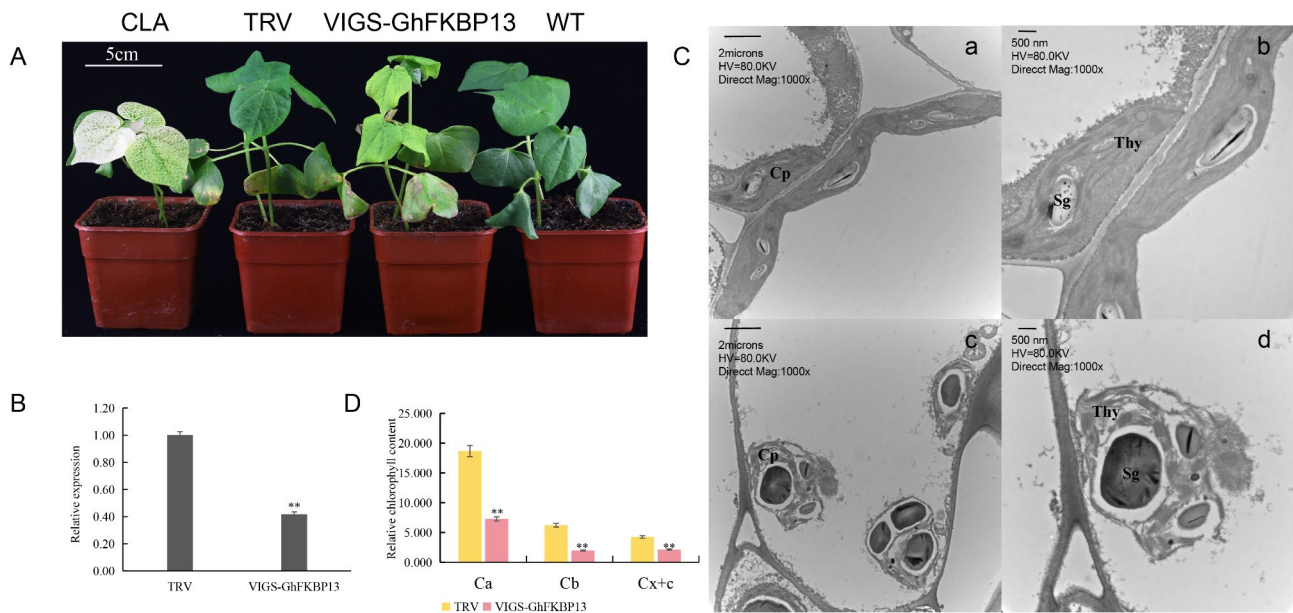 CLA TRV VIGS-GhFKBP13 WT
A
5cm
B
Relative expression
1.20
1.00
0.80
0.60
0.40
0.20
0.00
**
TRV VIGS-GhFKBP13
D
Relative chlorophyll content
25.000
20.000
15.000
10.000
5.000
0.000
** ** **
Ca Cb Cx+c
TRV VIGS-GhFKBP13
C
2microns
HV=80.0KV
Direcct Mag:1000x
a
Cp
500 nm
HV=80.0KV
Direcct Mag:1000x
b
Thy
Sg
2microns
HV=80.0KV
Direcct Mag:1000x
c
Cp
500 nm
HV=80.0KV
Direcct Mag:1000x
d
Thy
Sg